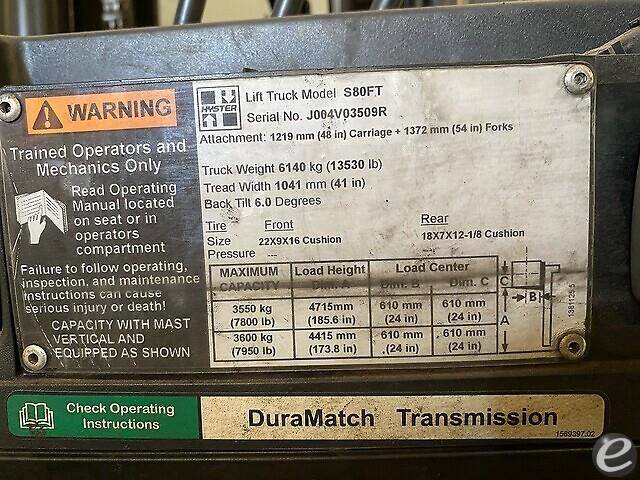 WARNING
Trained Operators and
Mechanics Only
Read Operating
Manual located
on seat or in
operators
compartment
Failure to follow operating,
inspection, and maintenance
instructions can cause
serious injury or death!
CAPACITY WITH MAST
VERTICAL AND
EQUIPPED AS SHOWN
HYSTER
Lift Truck Model S80FT
Serial No. J004V03509R
Attachment: 1219 mm (48 in) Carriage + 1372 mm (54 in) Forks
Truck Weight 6140 kg (13530 lb)
Tread Width 1041 mm (41 in)
Back Tilt 6.0 Degrees
Tire Front Rear
Size 22X9X16 Cushion 18X7X12-1/8 Cushion
Pressure --- ---
MAXIMUM Load Height Load Center
CAPACITY Dim. A Dim. B Dim. C
3550 kg 4715mm 610 mm 610 mm
(7800 lb) (185.6 in) (24 in) (24 in)
3600 kg 4415 mm 610 mm 610 mm
(7950 lb) (173.8 in) (24 in) (24 in)
C
B
A
Check Operating
Instructions
DuraMatch Transmission
1589397.02
e